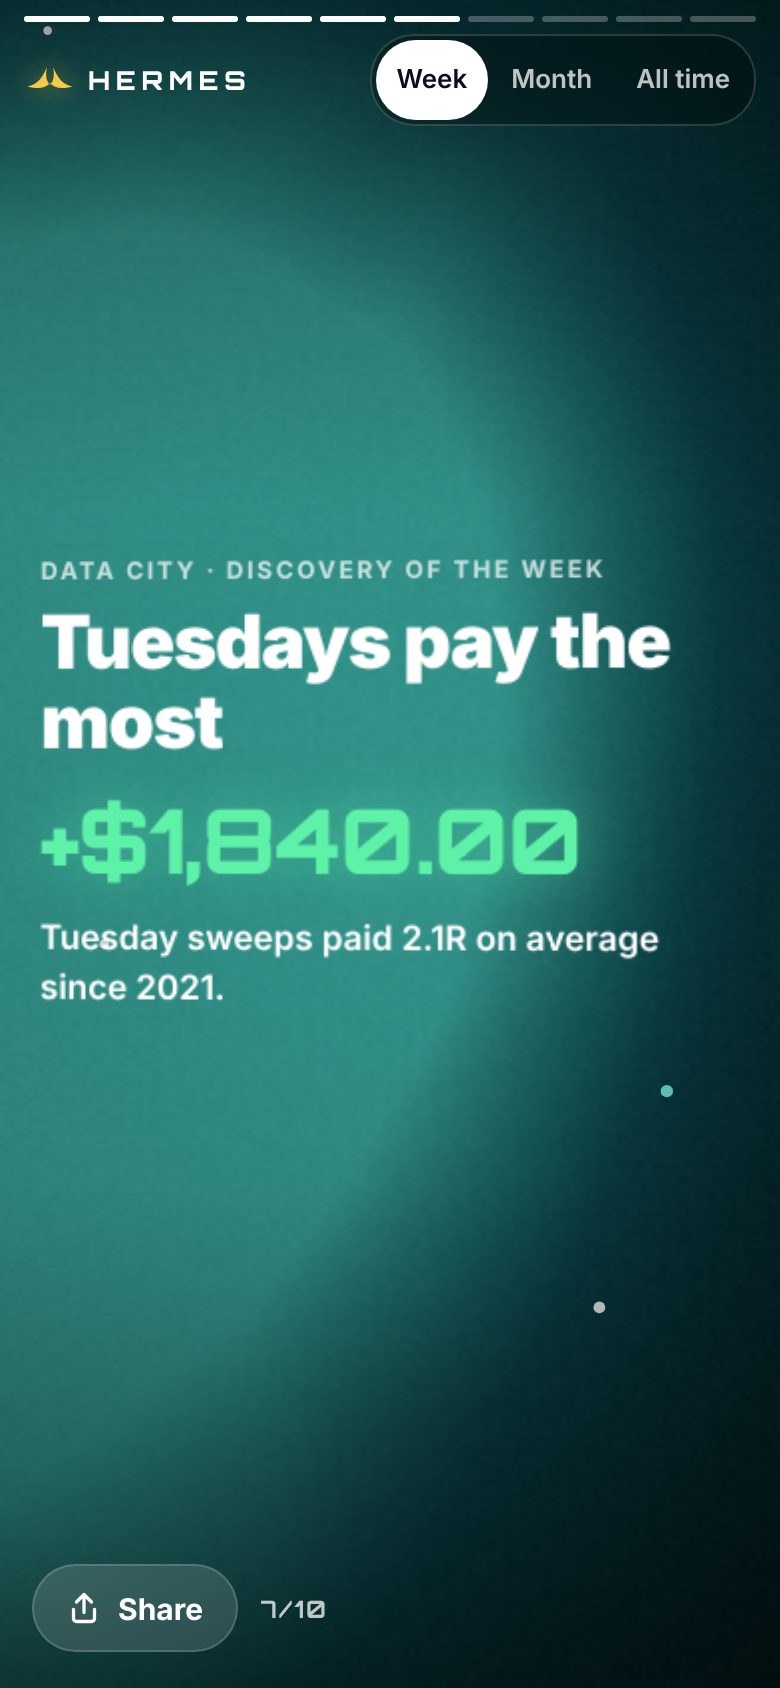 HERMES
Week Month All time
DATA CITY · DISCOVERY OF THE WEEK
Tuesdays pay the
most
+$1,840.00
Tuesday sweeps paid 2.1R on average
since 2021.
Share 7/10